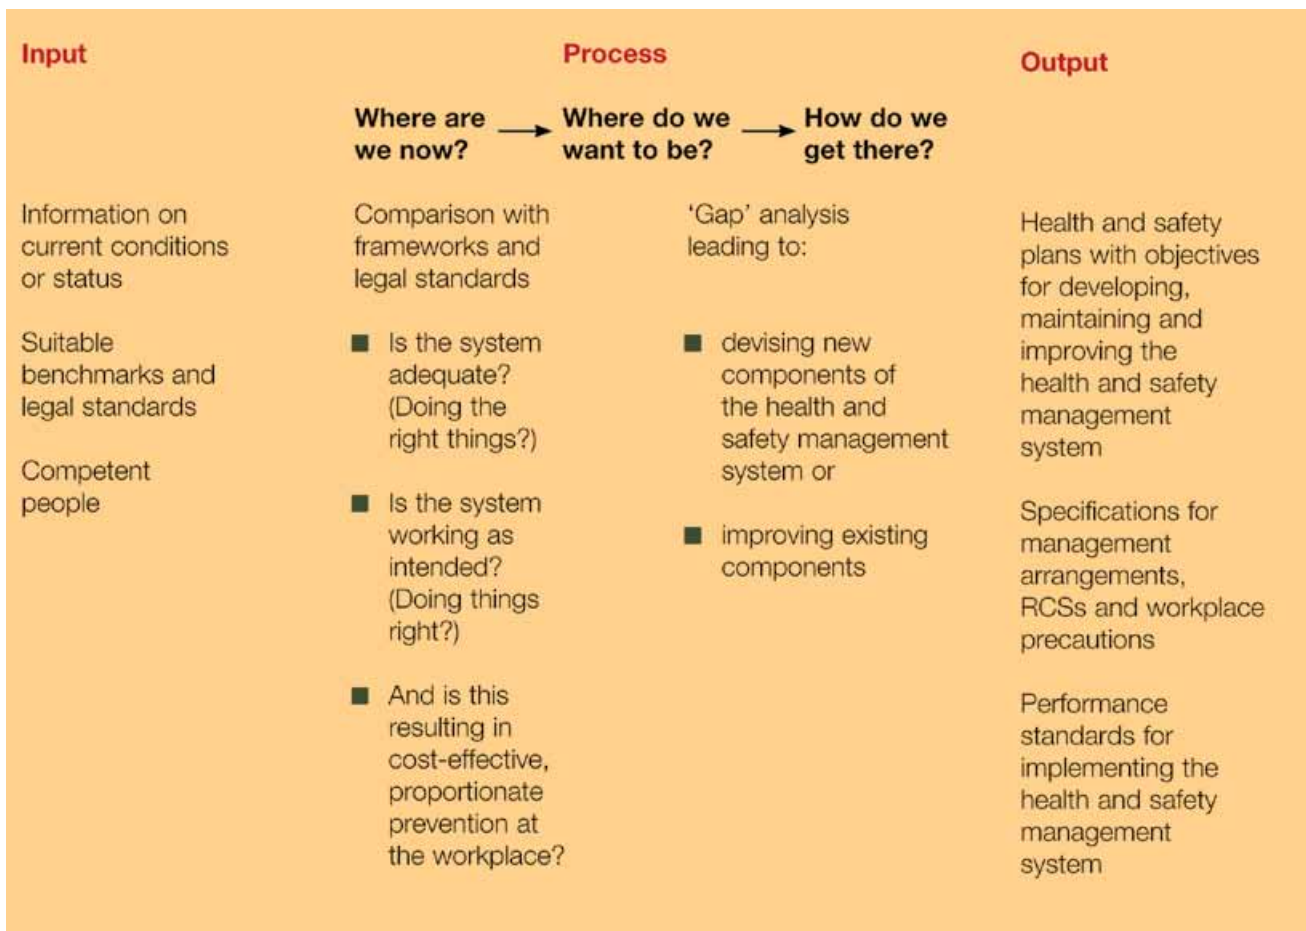 Input
Process
Output
Where are
we now?
Where do we
want to be?
How do we
get there?
Information on
current conditions
or status
Suitable
benchmarks and
legal standards
Competent
people
Comparison with
frameworks and
legal standards
■ Is the system
adequate?
(Doing the
right things?)
■ Is the system
working as
intended?
(Doing things
right?)
■ And is this
resulting in
cost-effective,
proportionate
prevention at
the workplace?
‘Gap’ analysis
leading to:
■ devising new
components of
the health and
safety management
system or
■ improving existing
components
Health and safety
plans with objectives
for developing,
maintaining and
improving the
health and safety
management
system
Specifications for
management
arrangements,
RCSs and workplace
precautions
Performance
standards for
implementing the
health and safety
management
system